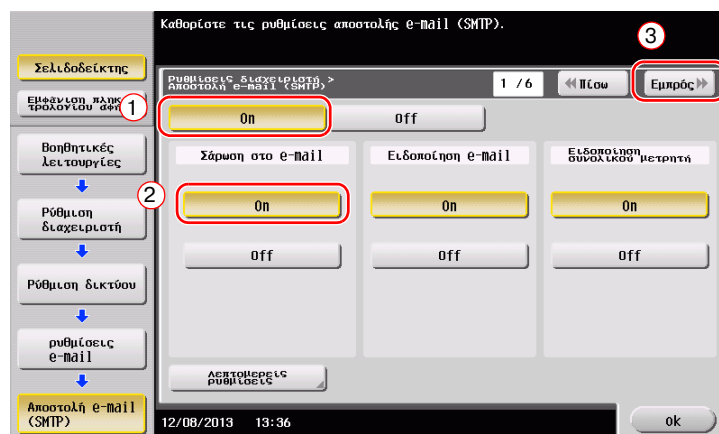 Καθορίστε τις ρυθμίσεις αποστολής e-mail (SMTP).
3
Σελιδοδείκτης
Εμφάνιση πληκ
τρολογίου αφή
1
Βοηθητικές
λειτουργίες
2
Ρύθμιση
διαχειριστή
Ρύθμιση δικτύου
ρυθμίσεις
e-mail
Αποστολή e-mail
(SMTP)
Ρυθμίσεις διαχειριστή >
Αποστολή e-mail (SMTP)
1 /6
Πίσω
Εμπρός
On
Off
Σάρωση στο e-mail
Ειδοποίηση e-mail
Ειδοποίηση
συνολικού μετρητή
On
On
On
Off
Off
Off
Λεπτομερείς
ρυθμίσεις
12/08/2013 13:36
ok